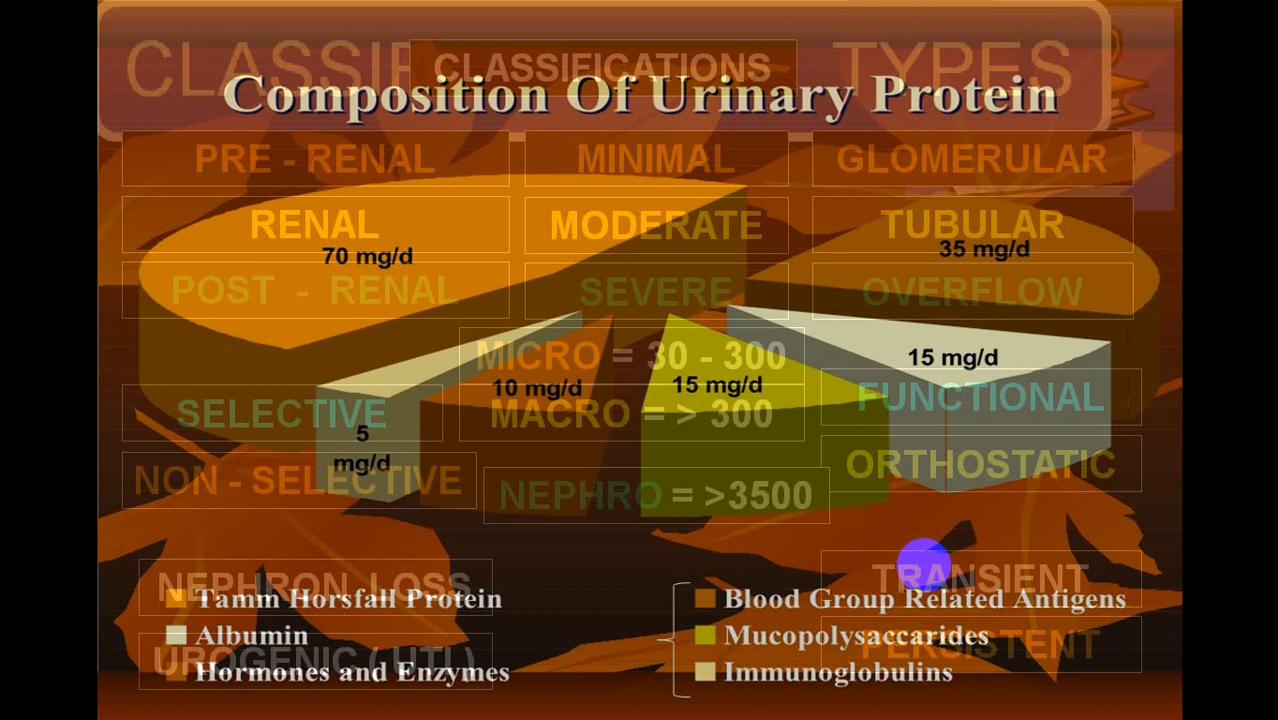 CLASSIF
CLASSIFICATIONS
TYPES
Composition Of Urinary Protein
PRE - RENAL
MINIMAL
GLOMERULAR
RENAL
MODERATE
TUBULAR
70 mg/d
35 mg/d
POST - RENAL
SEVERE
OVERFLOW
MICRO = 30 - 300
15 mg/d
10 mg/d
15 mg/d
SELECTIVE
MACRO = > 300
FUNCTIONAL
5
mg/d
NON - SELECTIVE
NEPHRO = >3500
ORTHOSTATIC
NEPHRON LOSS
TRANSIENT
Tamm Horsfall Protein
Blood Group Related Antigens
Albumin
Mucopolysaccarides
UROGENIC ( UTI )
PERSISTENT
Hormones and Enzymes
Immunoglobulins